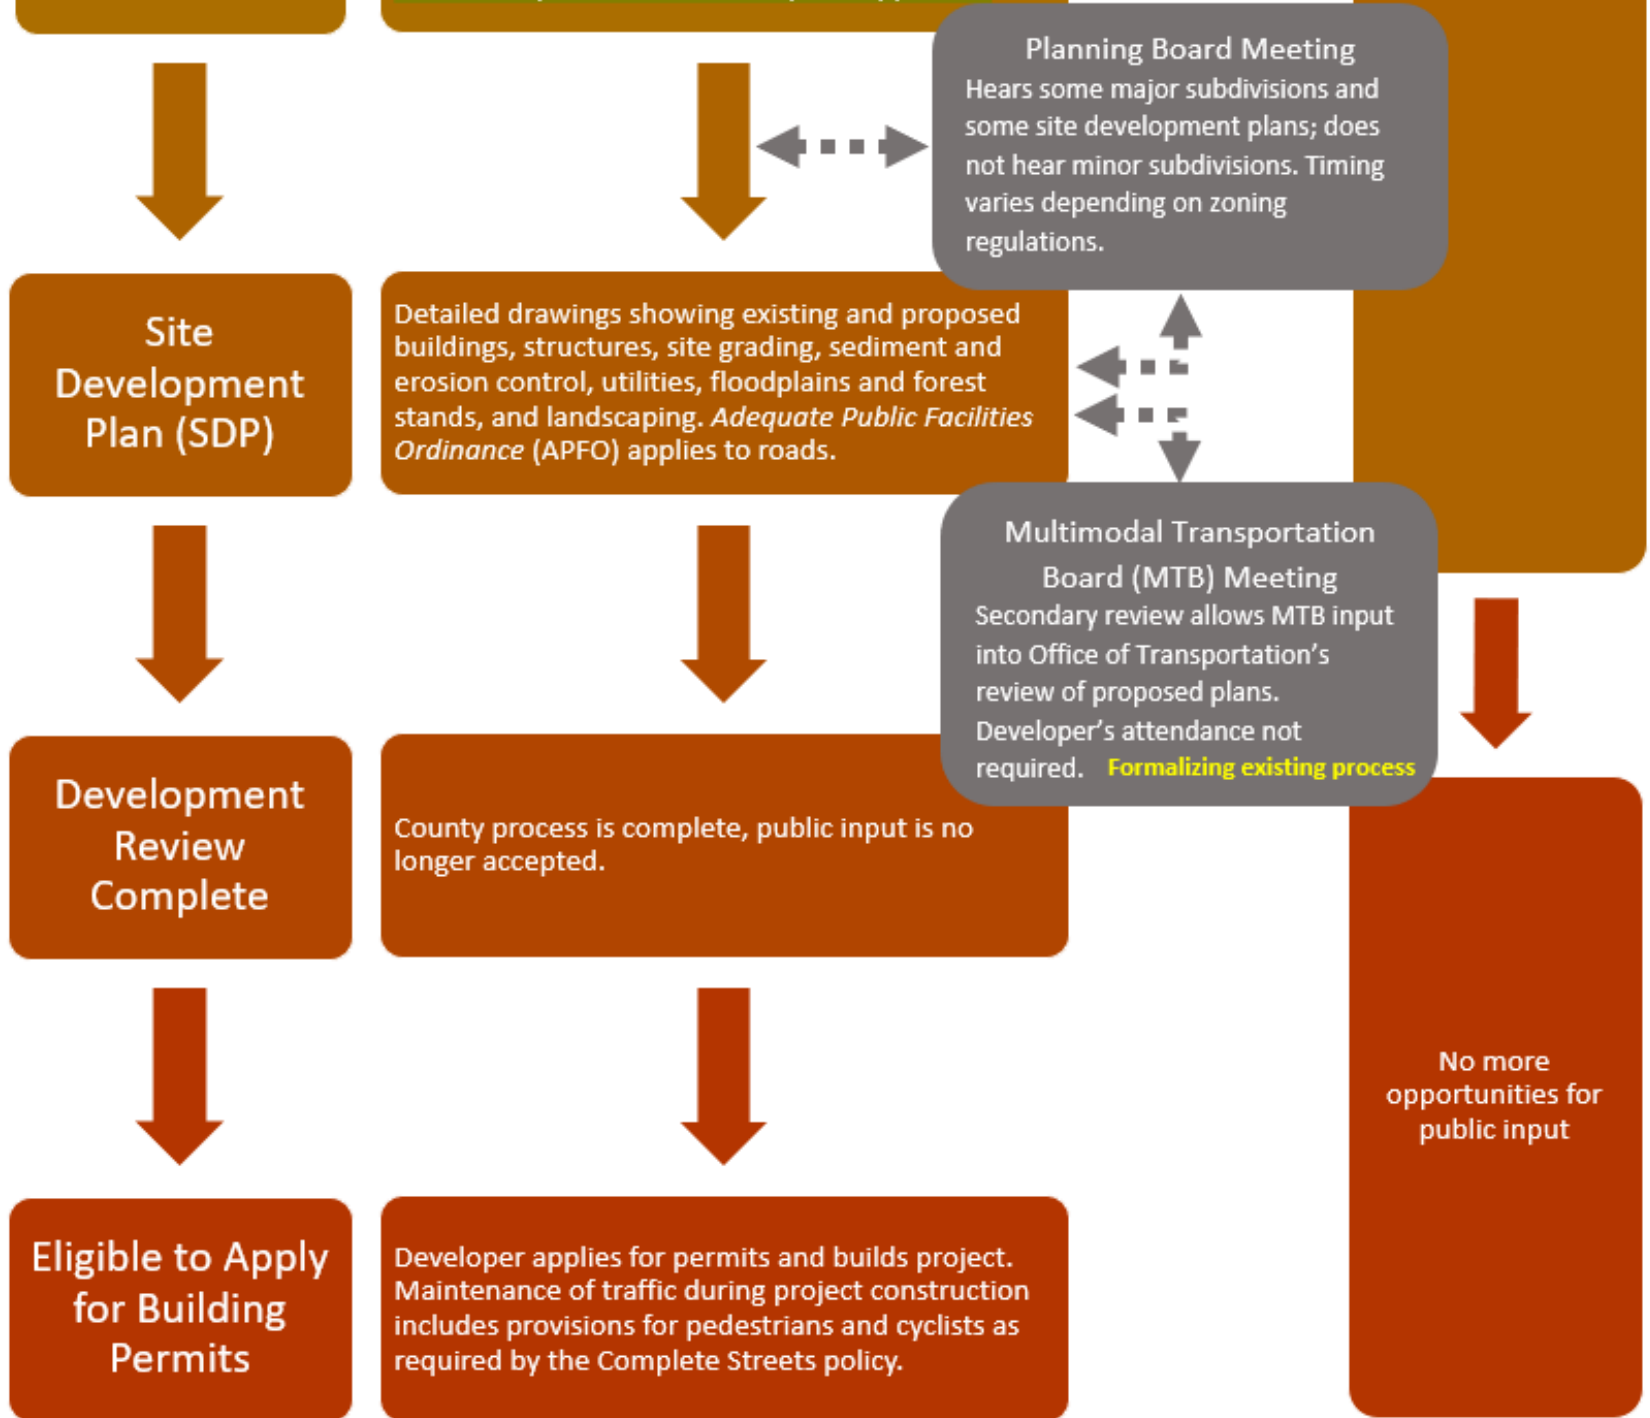 Planning Board Meeting
Hears some major subdivisions and
some site development plans; does
not hear minor subdivisions. Timing
varies depending on zoning
regulations.
Site
Development
Plan (SDP)
Detailed drawings showing existing and proposed
buildings, structures, site grading, sediment and
erosion control, utilities, floodplains and forest
stands, and landscaping. Adequate Public Facilities
Ordinance (APFO) applies to roads.
Multimodal Transportation
Board (MTB) Meeting
Secondary review allows MTB input
into Office of Transportation’s
review of proposed plans.
Developer’s attendance not
required. Formalizing existing process
Development
Review
Complete
County process is complete, public input is no
longer accepted.
No more
opportunities for
public input
Eligible to Apply
for Building
Permits
Developer applies for permits and builds project.
Maintenance of traffic during project construction
includes provisions for pedestrians and cyclists as
required by the Complete Streets policy.